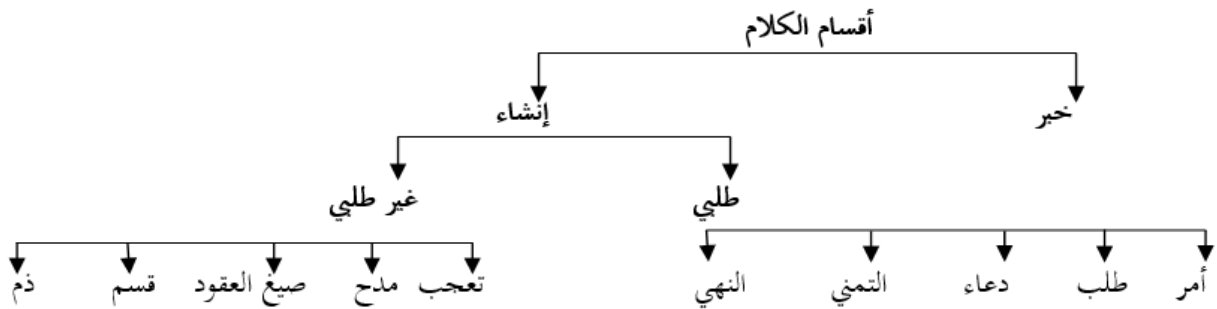 أقسام الكلام
خبر إنشاء
طلبي غير طلبي
أمر طلب دعاء التمني النهي تعجب مدح صيغ العقود قسم ذم